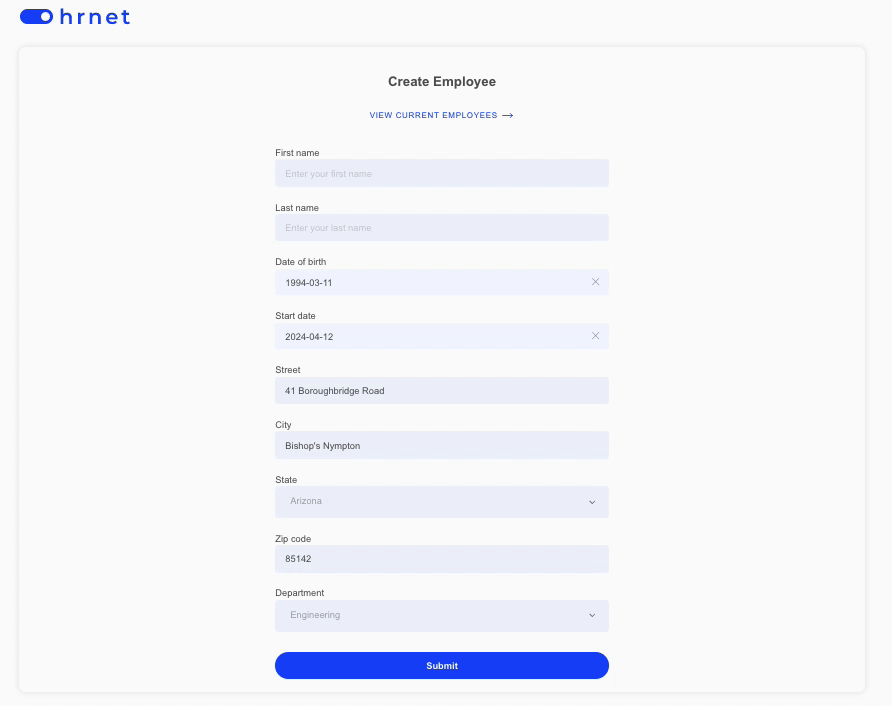 hrnet
Create Employee
VIEW CURRENT EMPLOYEES →
First name
Enter your first name
Last name
Enter your last name
Date of birth
1994-03-11
Start date
2024-04-12
Street
41 Boroughbridge Road
City
Bishop's Nympton
State
Arizona
Zip code
85142
Department
Engineering
Submit